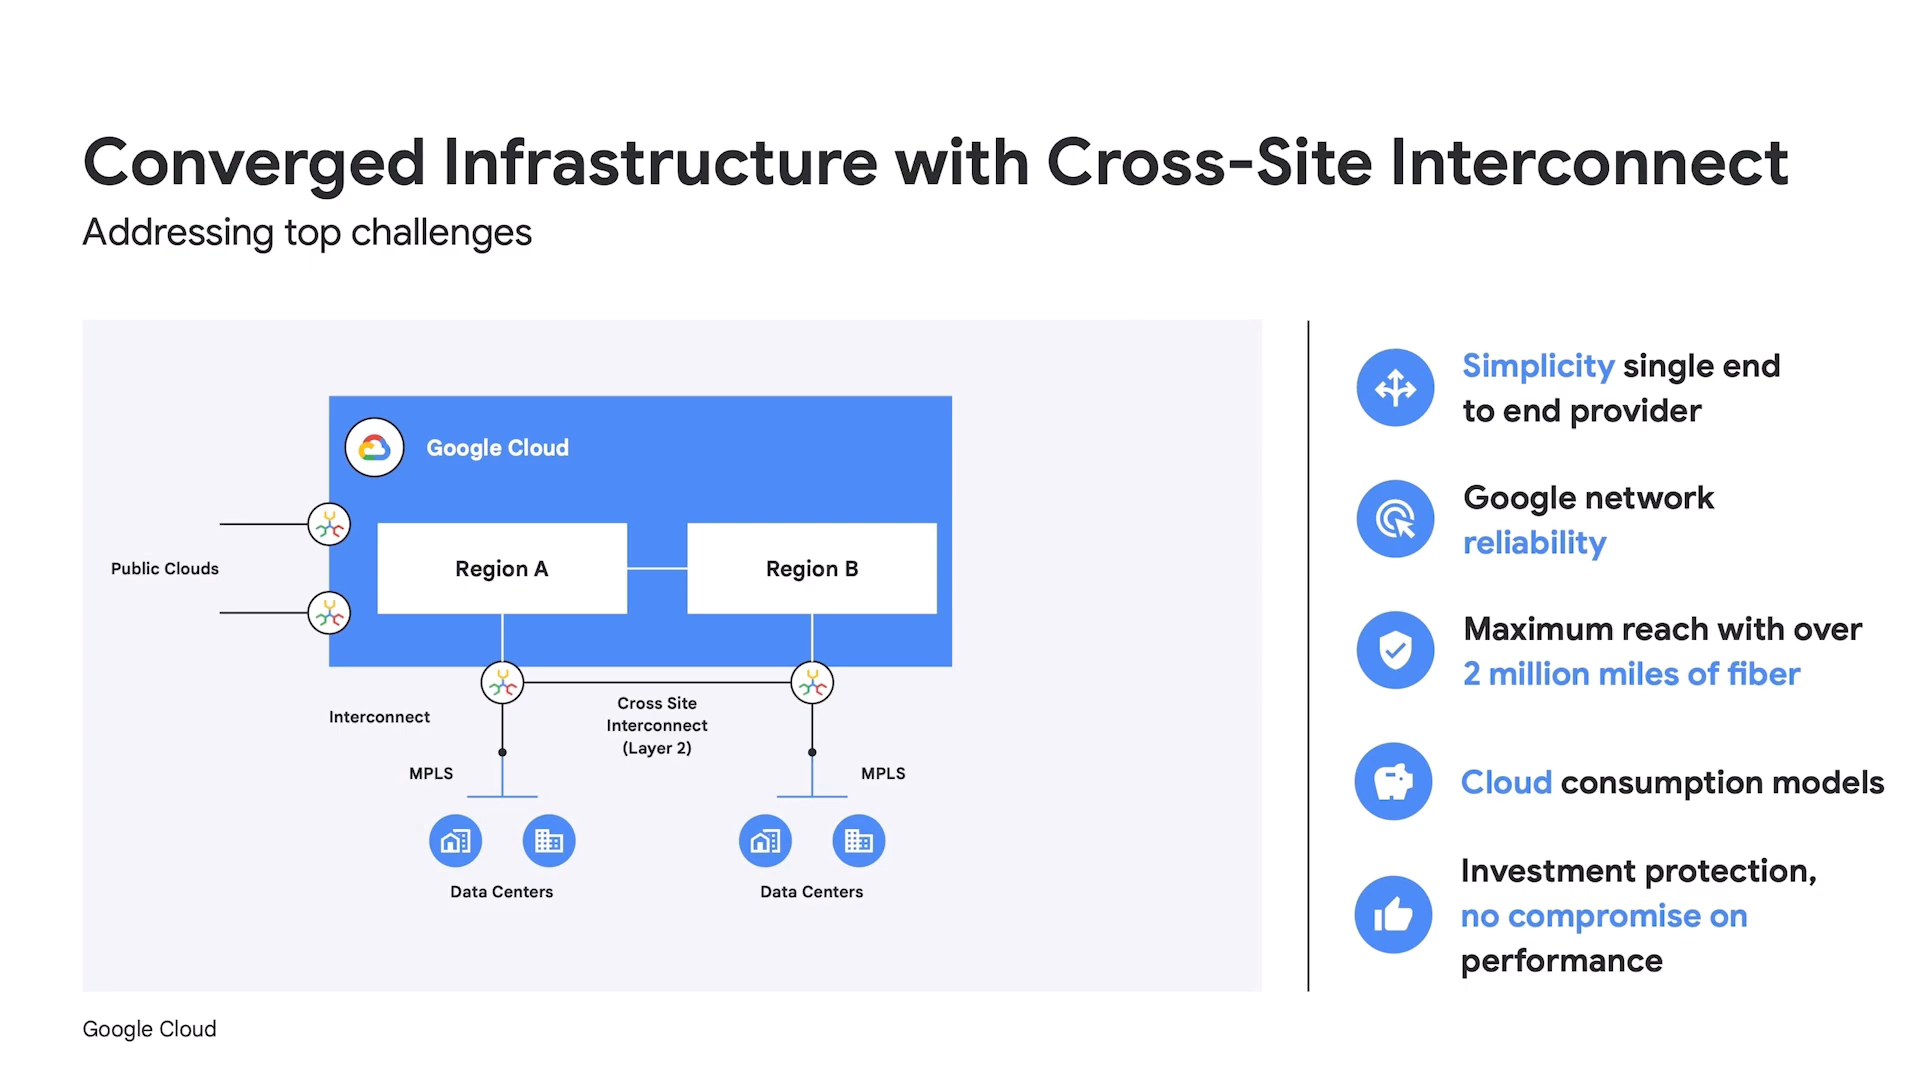 Converged Infrastructure with Cross-Site Interconnect
Addressing top challenges
Google Cloud
Public Clouds
Region A
Region B
Interconnect
Cross Site
Interconnect
(Layer 2)
MPLS
MPLS
Data Centers
Data Centers
Simplicity single end
to end provider
Google network
reliability
Maximum reach with over
2 million miles of fiber
Cloud consumption models
Investment protection,
no compromise on
performance
Google Cloud